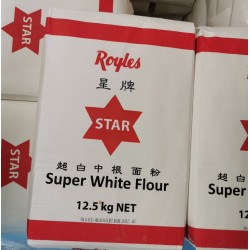 Royles
星牌
STAR
超白中根面粉
Super White Flour
12.5 kg NET
STAR
STAR
Super
12